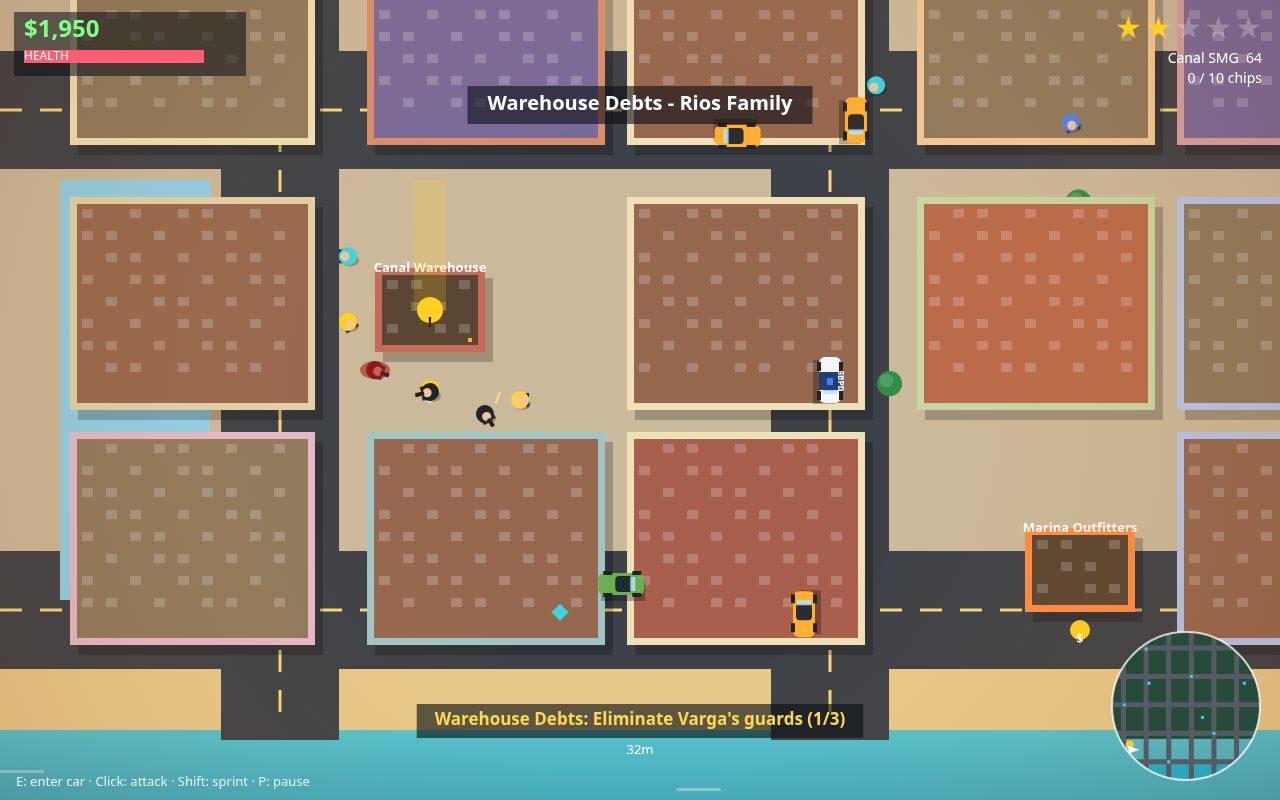 $1,950
HEALTH
Canal SMG 64
0 / 10 chips
Warehouse Debts - Rios Family
Canal Warehouse
GBPD
Marina Outfitters
$
Warehouse Debts: Eliminate Varga's guards (1/3)
32m
E: enter car · Click: attack · Shift: sprint · P: pause